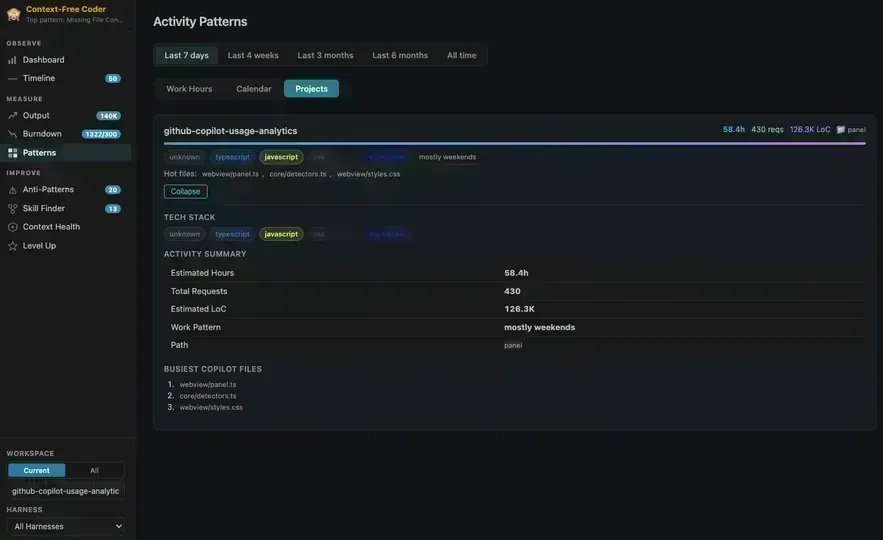 Context-Free Coder
Top pattern: Missing File Con...
OBSERVE
Dashboard
Timeline 50
MEASURE
Output 140K
Burndown 1322/300
Patterns
IMPROVE
Anti-Patterns 20
Skill Finder 13
Context Health
Level Up
WORKSPACE
Current All
github-copilot-usage-analytic
HARNESS
All Harnesses
Activity Patterns
Last 7 days Last 4 weeks Last 3 months Last 6 months All time
Work Hours Calendar Projects
github-copilot-usage-analytics 58.4h 430 reqs 126.3K LoC panel
unknown typescript javascript css mostly weekends
Hot files: webview/panel.ts , core/detectors.ts , webview/styles.css
Collapse
TECH STACK
unknown typescript javascript css
ACTIVITY SUMMARY
Estimated Hours 58.4h
Total Requests 430
Estimated LoC 126.3K
Work Pattern mostly weekends
Path panel
BUSIEST COPILOT FILES
1. webview/panel.ts
2. core/detectors.ts
3. webview/styles.css